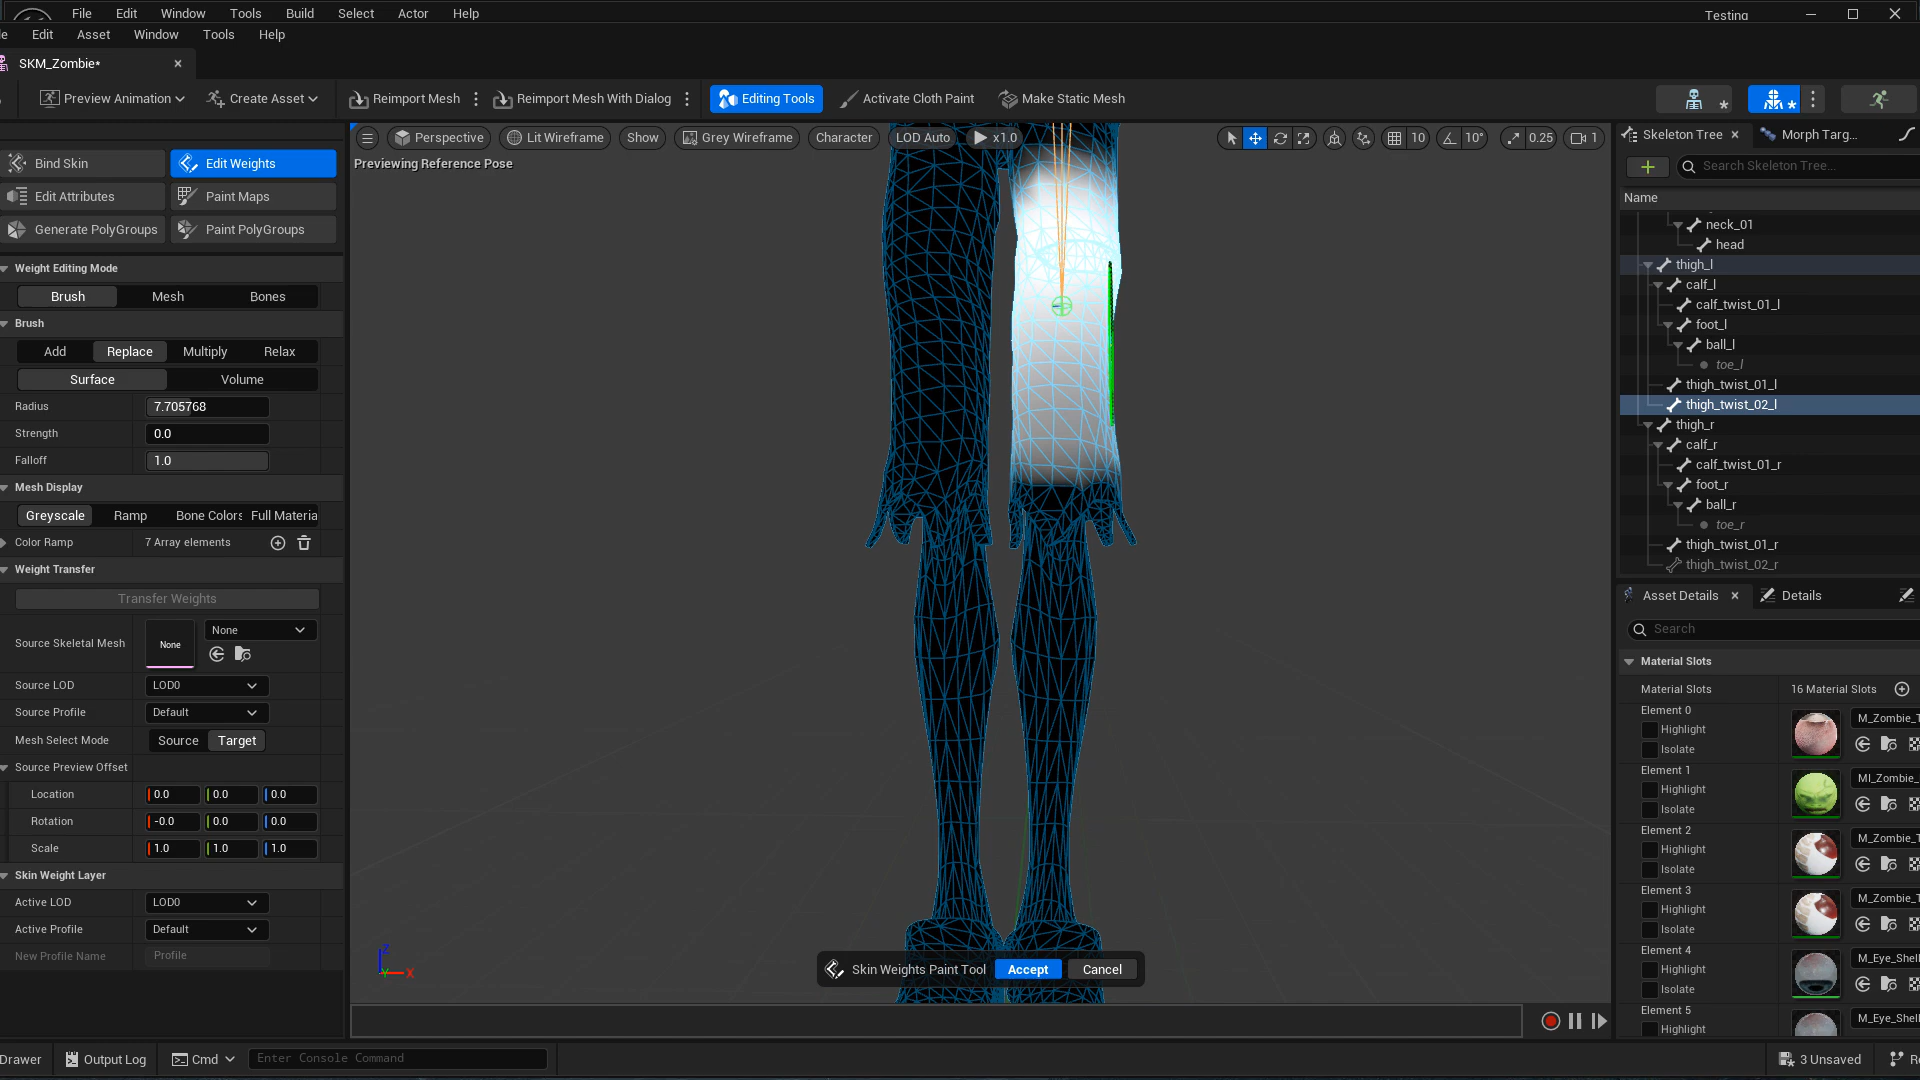 File Edit Window Tools Build Select Actor Help
Testing
Edit Asset Window Tools Help
SKM_Zombie*
Preview Animation Create Asset Reimport Mesh Reimport Mesh With Dialog Editing Tools Activate Cloth Paint Make Static Mesh
Bind Skin Edit Weights
Edit Attributes Paint Maps
Generate PolyGroups Paint PolyGroups
Weight Editing Mode
Brush Mesh Bones
Brush
Add Replace Multiply Relax
Surface Volume
Radius 7.705768
Strength 0.0
Falloff 1.0
Mesh Display
Greyscale Ramp Bone Colors Full Materia
Color Ramp 7 Array elements
Weight Transfer
Transfer Weights
Source Skeletal Mesh None None
Source LOD LOD0
Source Profile Default
Mesh Select Mode Source Target
Source Preview Offset
Location 0.0 0.0 0.0
Rotation -0.0 0.0 0.0
Scale 1.0 1.0 1.0
Skin Weight Layer
Active LOD LOD0
Active Profile Default
New Profile Name Profile
Perspective Lit Wireframe Show Grey Wireframe Character LOD Auto x1.0
10 10° 0.25 1
Previewing Reference Pose
Z
Y X
Skin Weights Paint Tool Accept Cancel
Skeleton Tree Morph Targ...
Search Skeleton Tree...
Name
neck_01
head
thigh_l
calf_l
calf_twist_01_l
foot_l
ball_l
toe_l
thigh_twist_01_l
thigh_twist_02_l
thigh_r
calf_r
calf_twist_01_r
foot_r
ball_r
toe_r
thigh_twist_01_r
thigh_twist_02_r
Asset Details Details
Search
Material Slots
Material Slots 16 Material Slots
Element 0
Highlight
Isolate
M_Zombie_T
Element 1
Highlight
Isolate
MI_Zombie_
Element 2
Highlight
Isolate
M_Zombie_T
Element 3
Highlight
Isolate
M_Zombie_T
Element 4
Highlight
Isolate
M_Eye_Shell
Element 5
Highlight
M_Eye_Shell
Drawer Output Log Cmd Enter Console Command
3 Unsaved